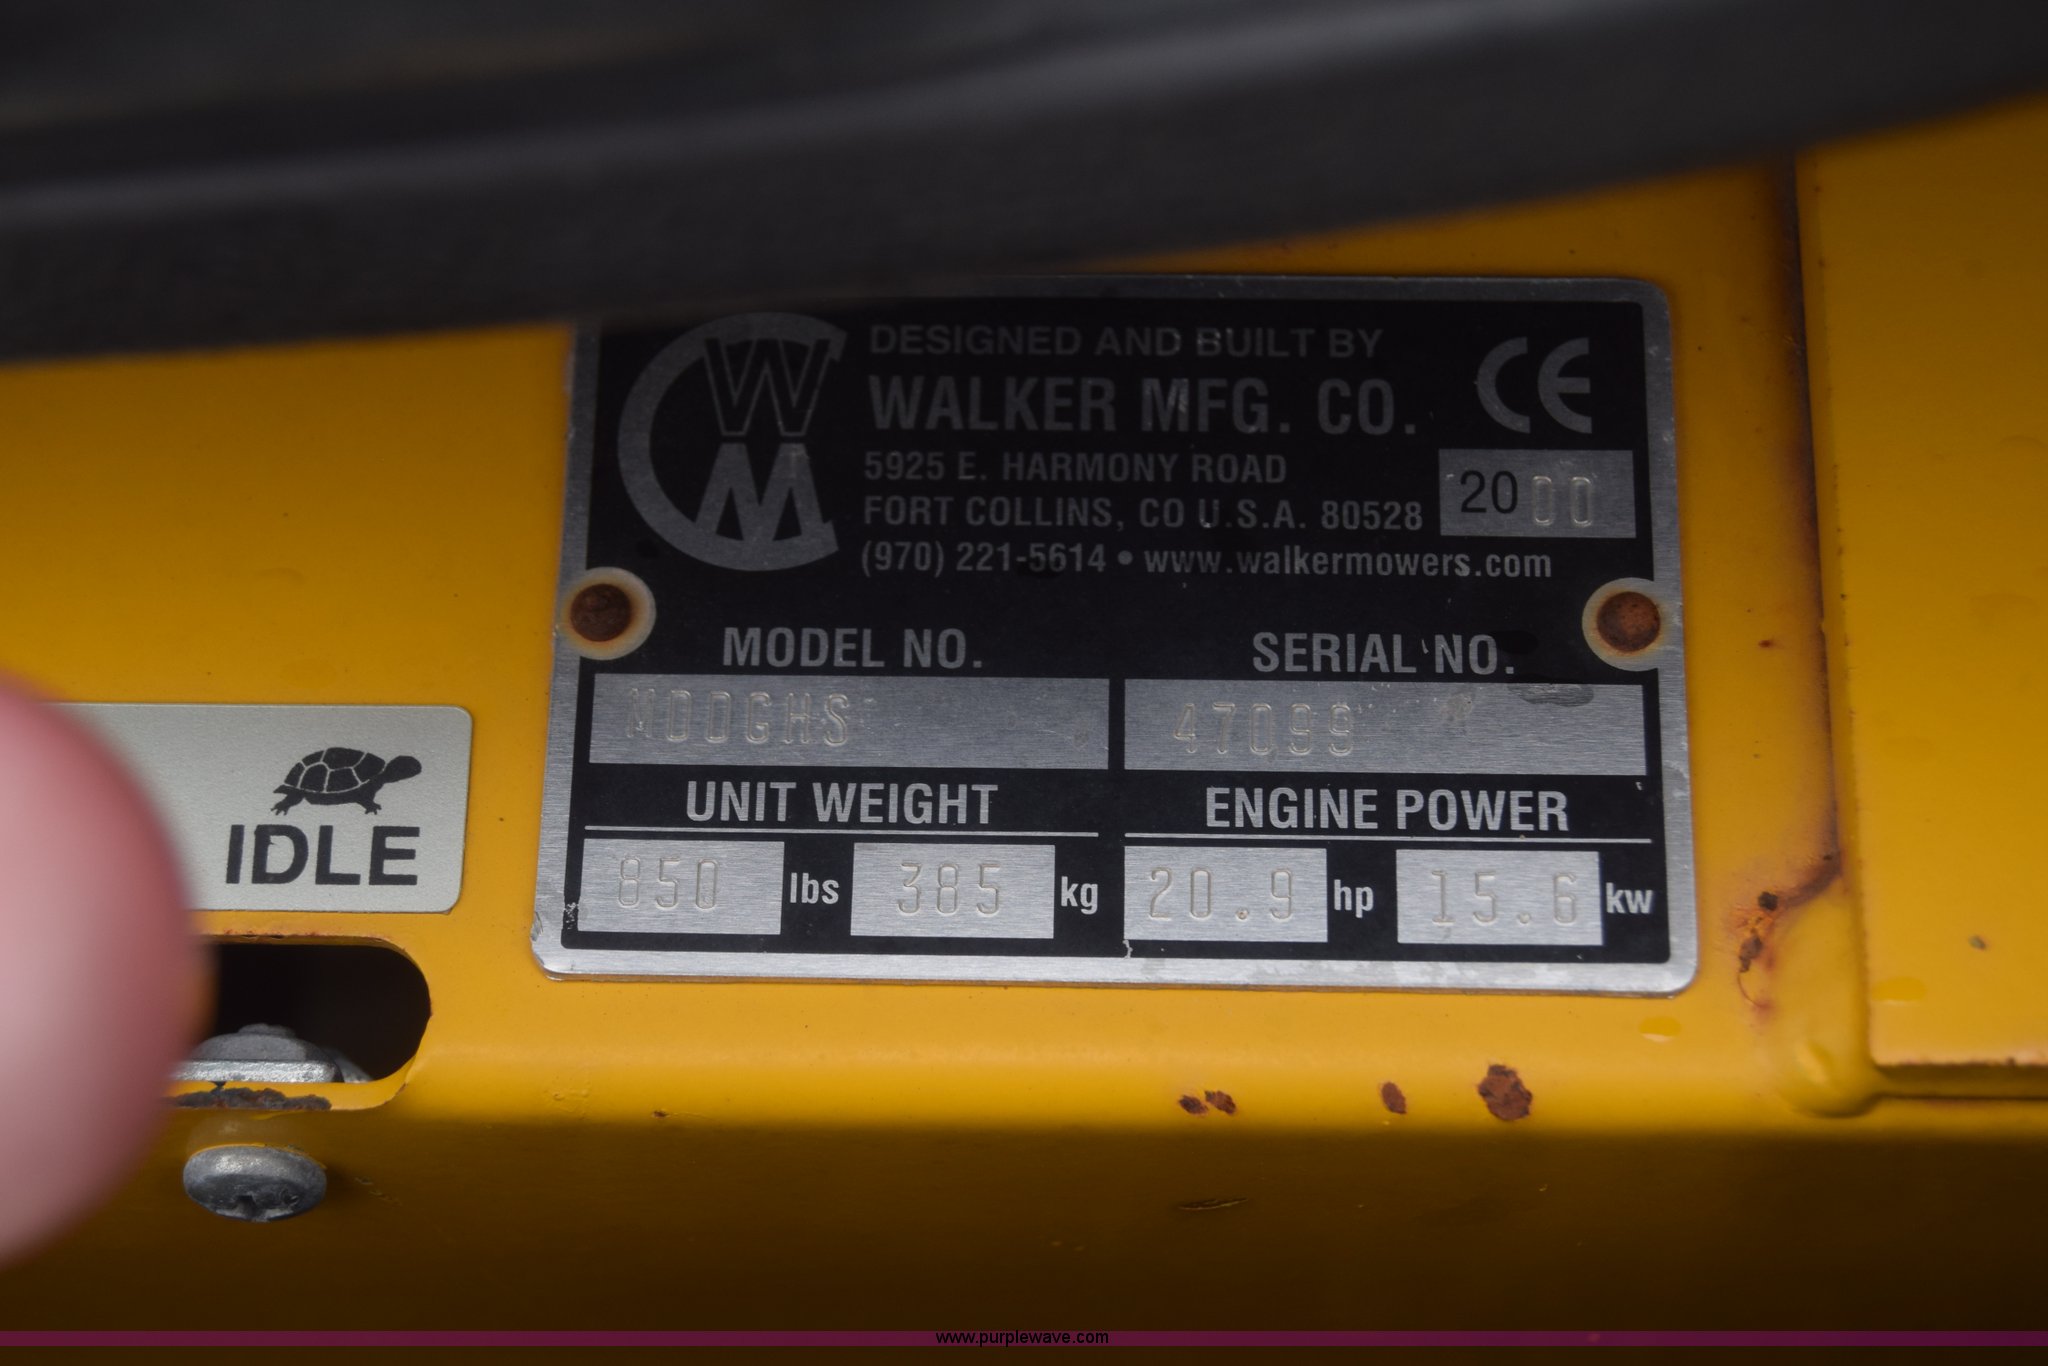 DESIGNED AND BUILT BY
WALKER MFG. CO.
CE
5925 E. HARMONY ROAD
FORT COLLINS, CO U.S.A. 80528
2000
(970) 221-5614 • www.walkermowers.com
MODEL NO. SERIAL NO.
MDDGHS 47099
UNIT WEIGHT ENGINE POWER
850 lbs 385 kg 20.9 hp 15.6 kw
IDLE
www.purplewave.com